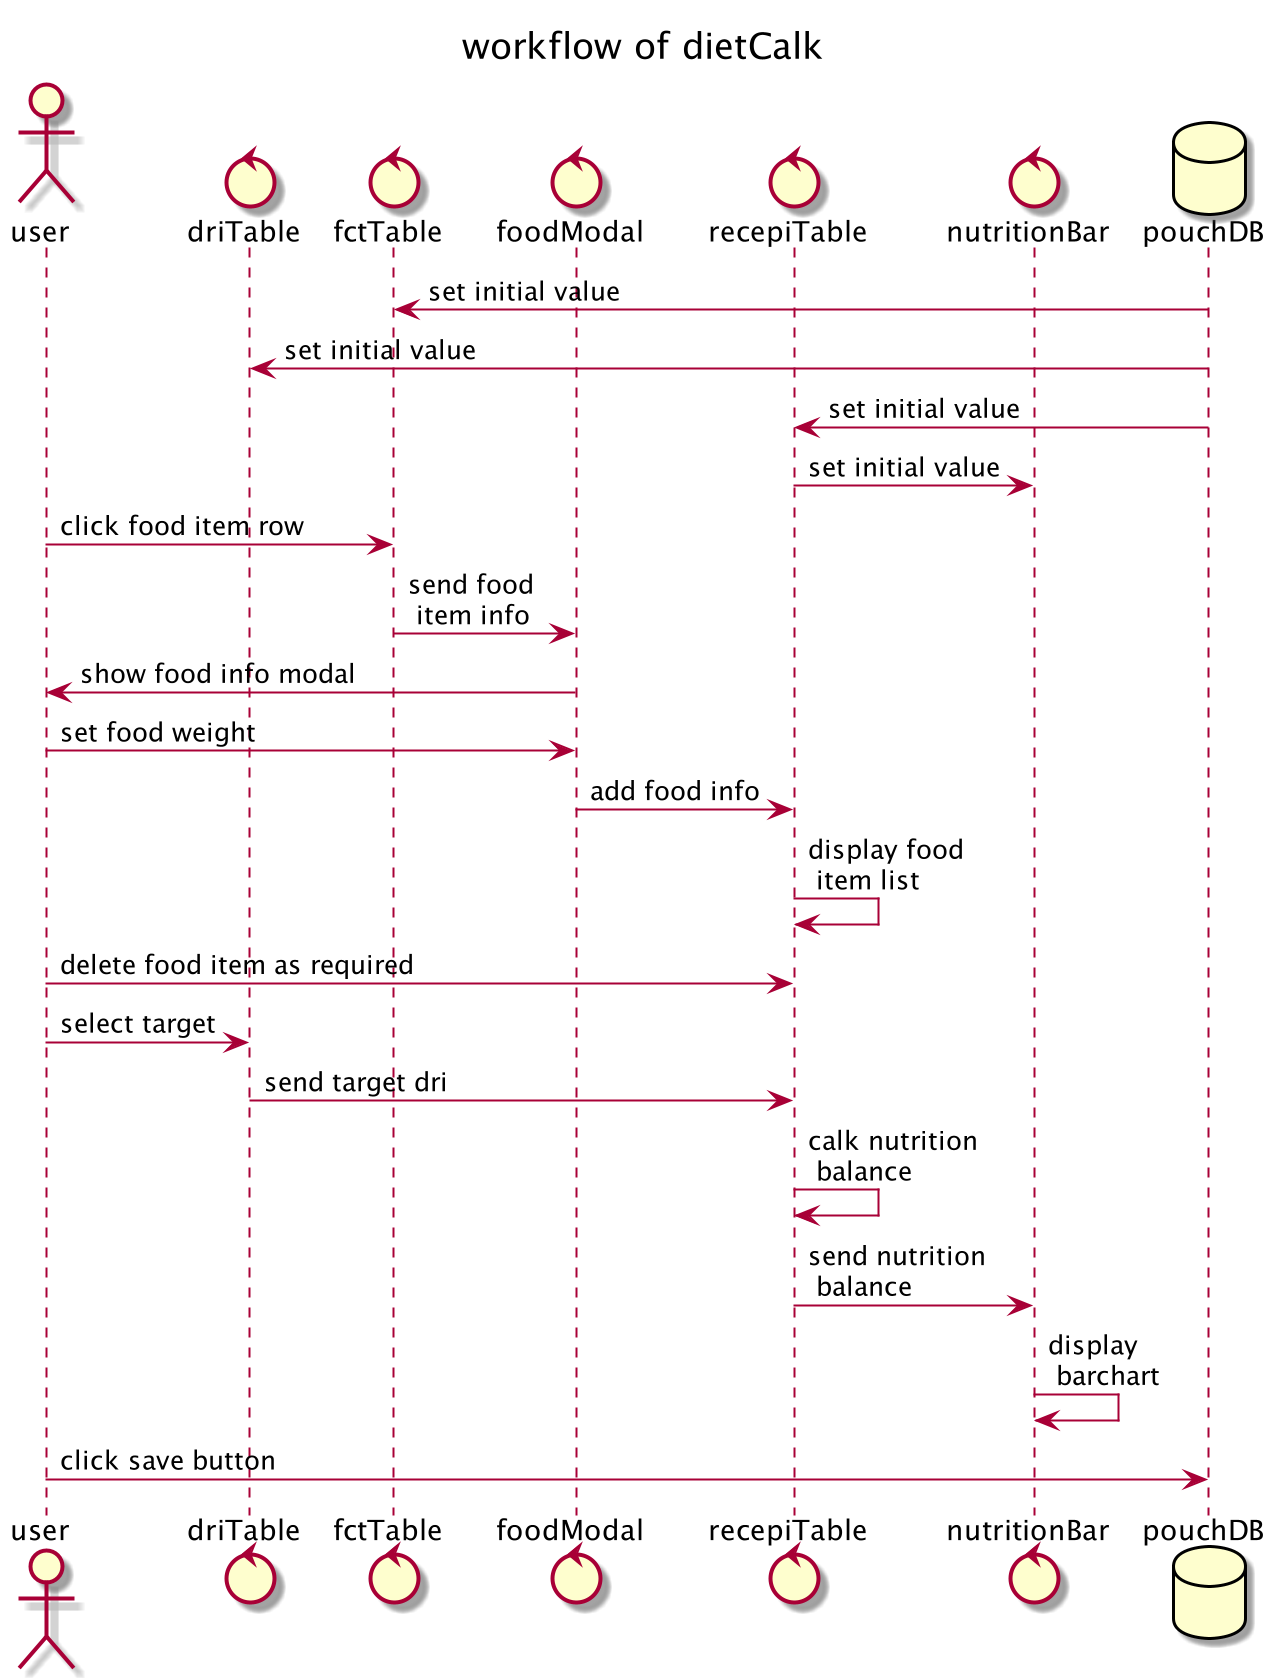 workflow of dietCalk
user
driTable
fctTable
foodModal
recepiTable
nutritionBar
pouchDB
set initial value
set initial value
set initial value
set initial value
click food item row
send food
item info
show food info modal
set food weight
add food info
display food
item list
delete food item as required
select target
send target dri
calk nutrition
balance
send nutrition
balance
display
barchart
click save button
user
driTable
fctTable
foodModal
recepiTable
nutritionBar
pouchDB